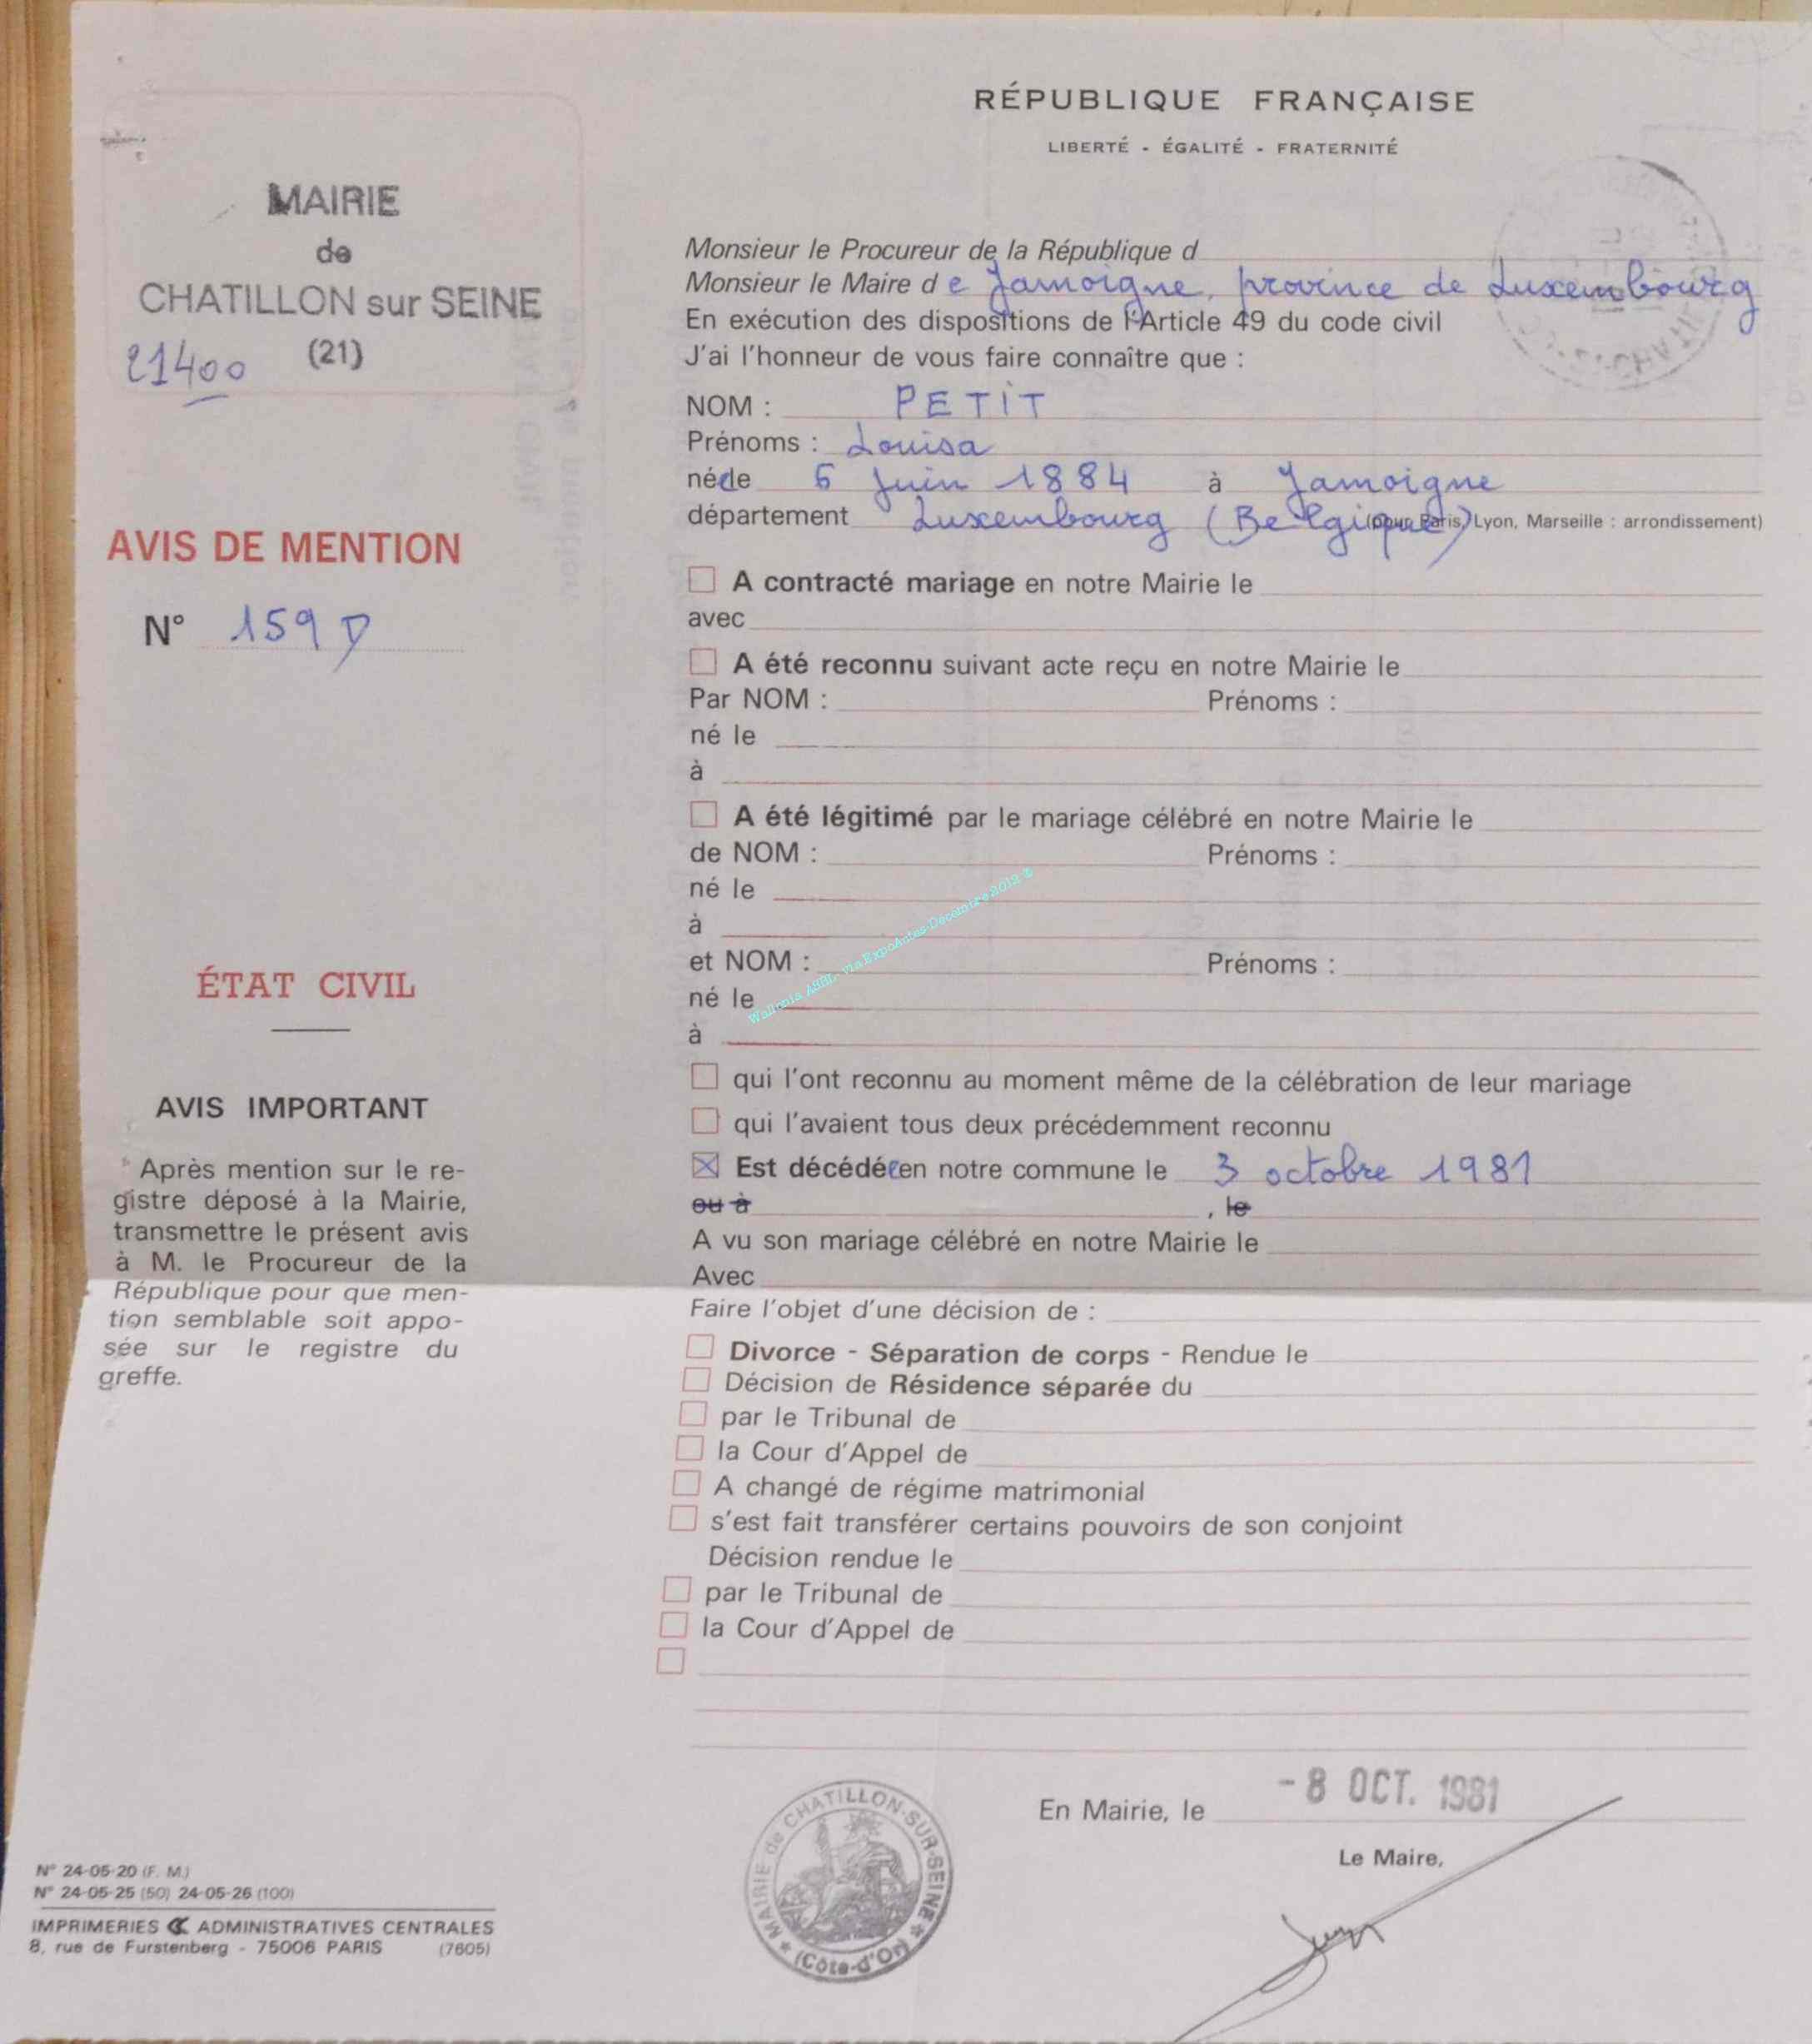 RÉPUBLIQUE FRANÇAISE
LIBERTÉ - ÉGALITÉ - FRATERNITÉ
MAIRIE
de
CHATILLON sur SEINE
21400 (21)
AVIS DE MENTION
N° 159 D
ÉTAT CIVIL
AVIS IMPORTANT
Après mention sur le re-
gistre déposé à la Mairie,
transmettre le présent avis
à M. le Procureur de la
République pour que men-
tion semblable soit appo-
sée sur le registre du
greffe.
N° 24-05-20 (F. M.)
N° 24-05-25 (50) 24-05-26 (100)
IMPRIMERIES ADMINISTRATIVES CENTRALES
8, rue de Furstenberg - 75006 PARIS (7605)
Monsieur le Procureur de la République d
Monsieur le Maire d e Jamoigne, province de Luxembourg
En exécution des dispositions de l'Article 49 du code civil
J'ai l'honneur de vous faire connaître que :
NOM : PETIT
Prénoms : Louisa
née le 6 Juin 1884 à Jamoigne
département Luxembourg (Belgique) (pour Paris, Lyon, Marseille : arrondissement)
A contracté mariage en notre Mairie le
avec
A été reconnu suivant acte reçu en notre Mairie le
Par NOM : Prénoms :
né le
à
A été légitimé par le mariage célébré en notre Mairie le
de NOM : Prénoms :
né le
à
et NOM : Prénoms :
né le
à
Wallonia ASBL via ExpoActes-Décembre 2012 ®
qui l'ont reconnu au moment même de la célébration de leur mariage
qui l'avaient tous deux précédemment reconnu
Est décédée en notre commune le 3 octobre 1981
ou à , le
A vu son mariage célébré en notre Mairie le
Avec
Faire l'objet d'une décision de :
Divorce - Séparation de corps - Rendue le
Décision de Résidence séparée du
par le Tribunal de
la Cour d'Appel de
A changé de régime matrimonial
s'est fait transférer certains pouvoirs de son conjoint
Décision rendue le
par le Tribunal de
la Cour d'Appel de
En Mairie, le - 8 OCT. 1981
Le Maire,
MAIRIE de CHATILLON-SUR-SEINE
(Côte-d'Or)